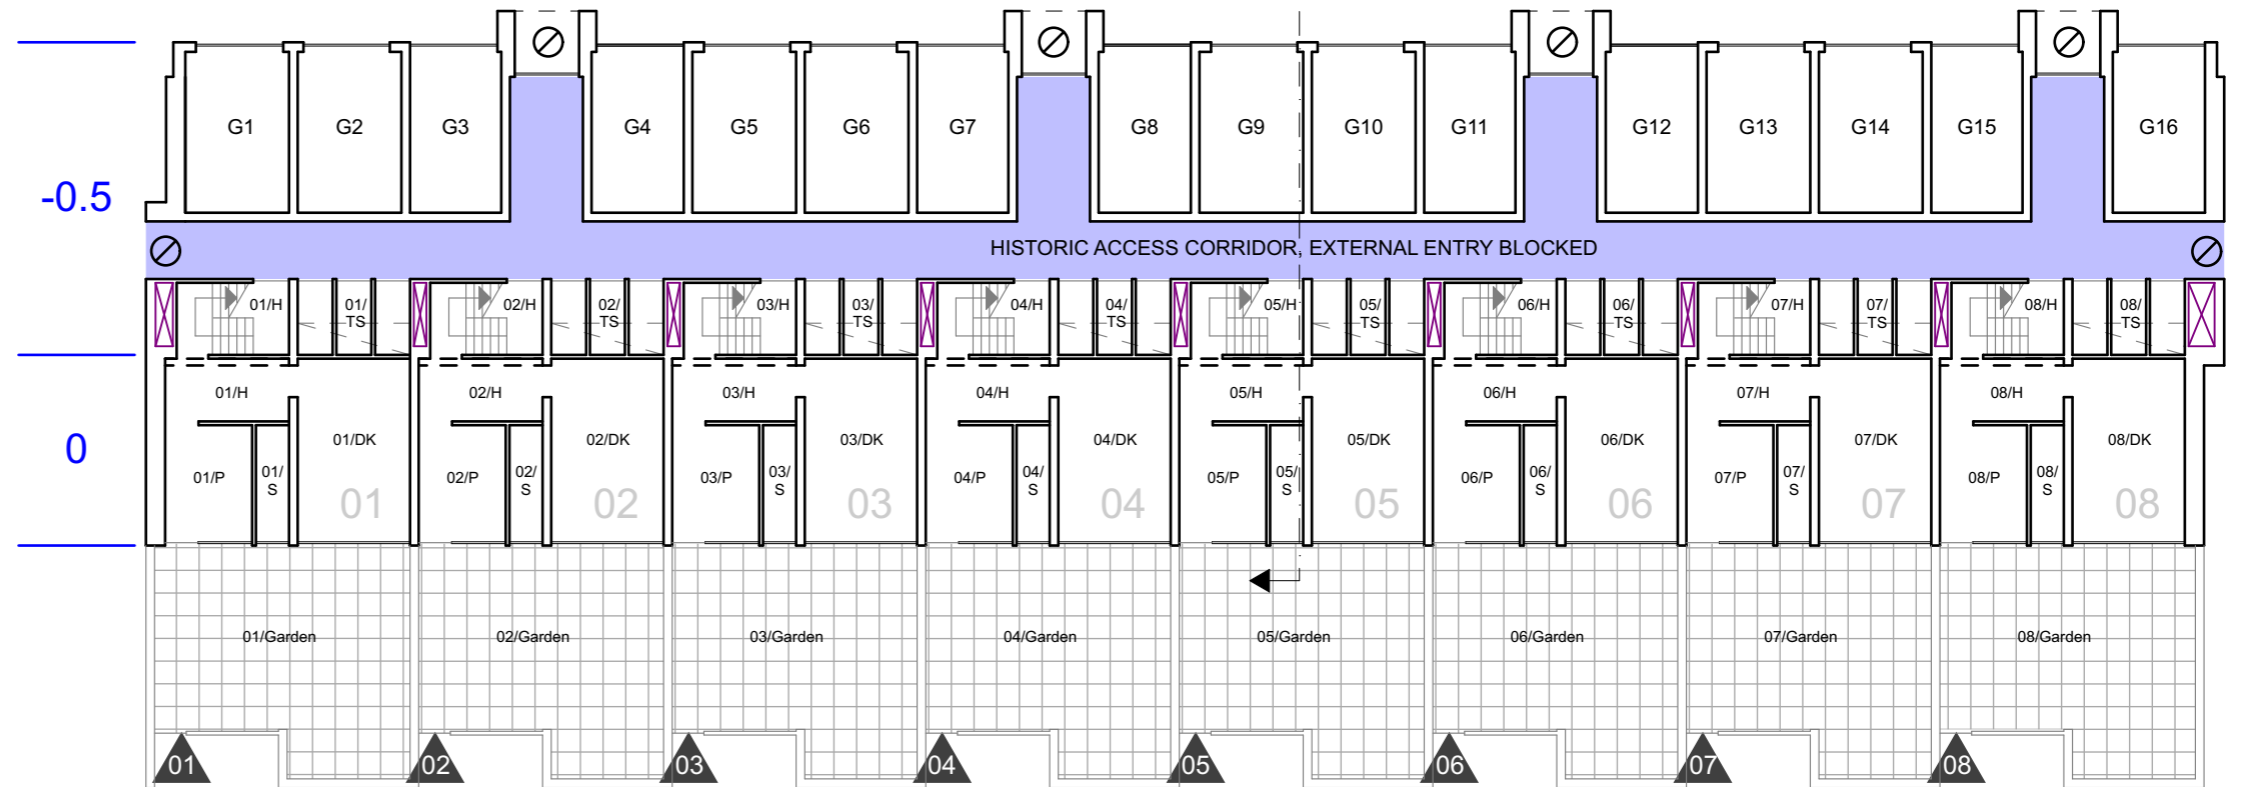 G1 G2 G3 G4 G5 G6 G7 G8 G9 G10 G11 G12 G13 G14 G15 G16
-0.5
HISTORIC ACCESS CORRIDOR, EXTERNAL ENTRY BLOCKED
01/H 01/ 02/H 02/ 03/H 03/ 04/H 04/ 05/H 05/ 06/H 06/ 07/H 07/ 08/H 08/
TS TS TS TS TS TS TS TS
01/H 02/H 03/H 04/H 05/H 06/H 07/H 08/H
0
01/DK 02/DK 03/DK 04/DK 05/DK 06/DK 07/DK 08/DK
01/P 01/ 02/P 02/ 03/P 03/ 04/P 04/ 05/P 05/ 06/P 06/ 07/P 07/ 08/P 08/
S S S S S S S S
01 02 03 04 05 06 07 08
01/Garden 02/Garden 03/Garden 04/Garden 05/Garden 06/Garden 07/Garden 08/Garden
01 02 03 04 05 06 07 08